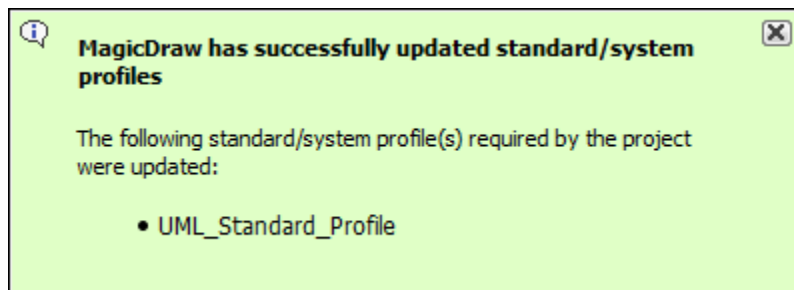 MagicDraw has successfully updated standard/system
profiles
The following standard/system profile(s) required by the project
were updated:
• UML_Standard_Profile